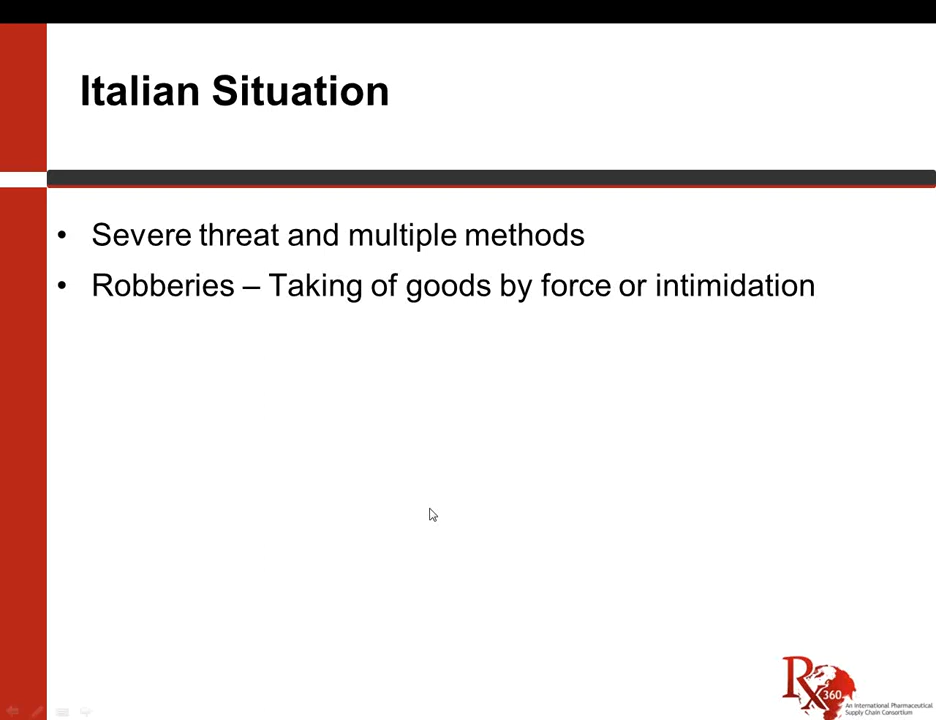 Italian Situation
• Severe threat and multiple methods
• Robberies – Taking of goods by force or intimidation
Rx
360
An International Pharmaceutical
Supply Chain Consortium